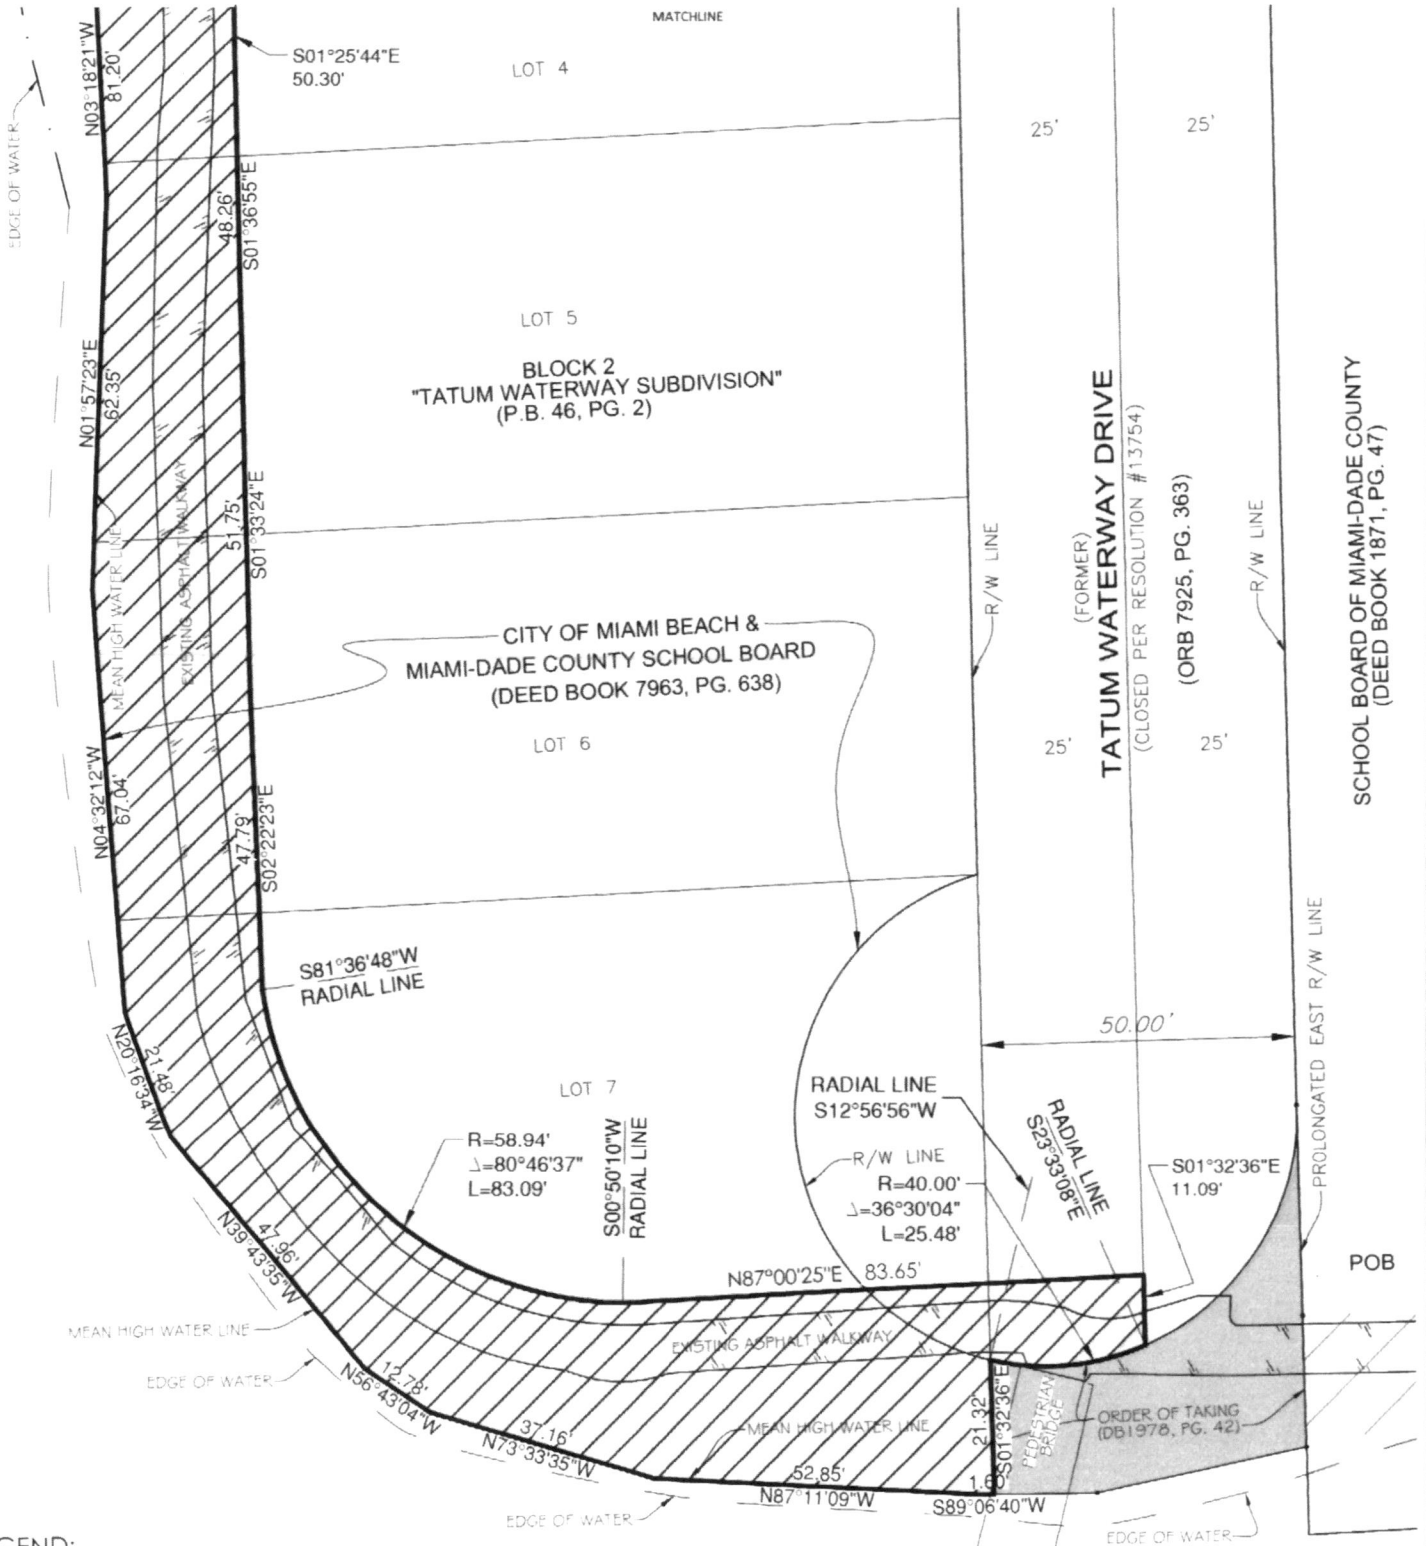 MATCHLINE
N03°18'21"W
81.20'
S01°25'44"E
50.30'
LOT 4
25'
25'
EDGE OF WATER
48.26'
S01°36'55"E
LOT 5
BLOCK 2
"TATUM WATERWAY SUBDIVISION"
(P.B. 46, PG. 2)
N01°57'23"E
62.35'
MEAN HIGH WATER LINE
EXISTING ASPHALT WALKWAY
51.75'
S01°33'24"E
R/W LINE
(FORMER)
TATUM WATERWAY DRIVE
(CLOSED PER RESOLUTION #13754)
(ORB 7925, PG. 363)
R/W LINE
SCHOOL BOARD OF MIAMI-DADE COUNTY
(DEED BOOK 1871, PG. 47)
CITY OF MIAMI BEACH &
MIAMI-DADE COUNTY SCHOOL BOARD
(DEED BOOK 7963, PG. 638)
LOT 6
25'
25'
N04°32'12"W
67.04'
47.79'
S02°22'23"E
S81°36'48"W
RADIAL LINE
50.00'
PROLONGATED EAST R/W LINE
N20°16'34"W
21.48'
LOT 7
R=58.94'
Δ=80°46'37"
L=83.09'
S00°50'10"W
RADIAL LINE
RADIAL LINE
S12°56'56"W
R/W LINE
R=40.00'
Δ=36°30'04"
L=25.48'
RADIAL LINE
S23°33'08"E
S01°32'36"E
11.09'
POB
N39°43'35"W
47.96'
N87°00'25"E 83.65'
MEAN HIGH WATER LINE
EXISTING ASPHALT WALKWAY
EDGE OF WATER
12.78'
N56°43'04"W
37.16'
N73°33'35"W
MEAN HIGH WATER LINE
21.32'
S01°32'36"E
PEDESTRIAN
BRIDGE
ORDER OF TAKING
(DB1978, PG. 42)
52.85'
N87°11'09"W
1.60'
S89°06'40"W
EDGE OF WATER
EDGE OF WATER